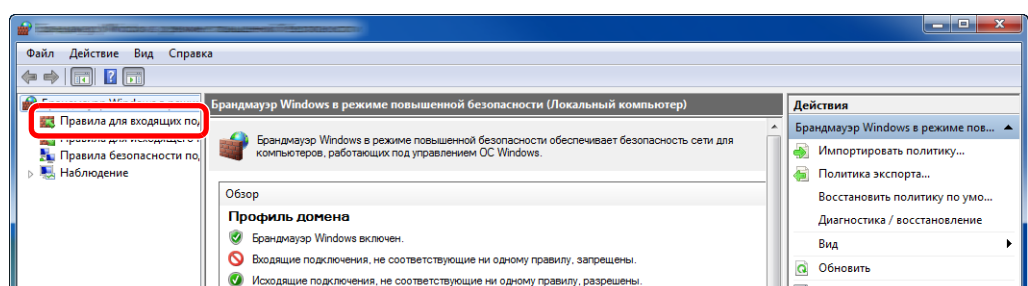 Файл Действие Вид Справка
Правила для входящих по
Правила безопасности по
Наблюдение
Брандмауэр Windows в режиме повышенной безопасности (Локальный компьютер)
Брандмауэр Windows в режиме повышенной безопасности обеспечивает безопасность сети для
компьютеров, работающих под управлением ОС Windows.
Обзор
Профиль домена
Брандмауэр Windows включен.
Входящие подключения, не соответствующие ни одному правилу, запрещены.
Исходящие подключения, не соответствующие ни одному правилу, разрешены.
Действия
Брандмауэр Windows в режиме пов...
Импортировать политику...
Политика экспорта...
Восстановить политику по умо...
Диагностика / восстановление
Вид
Обновить